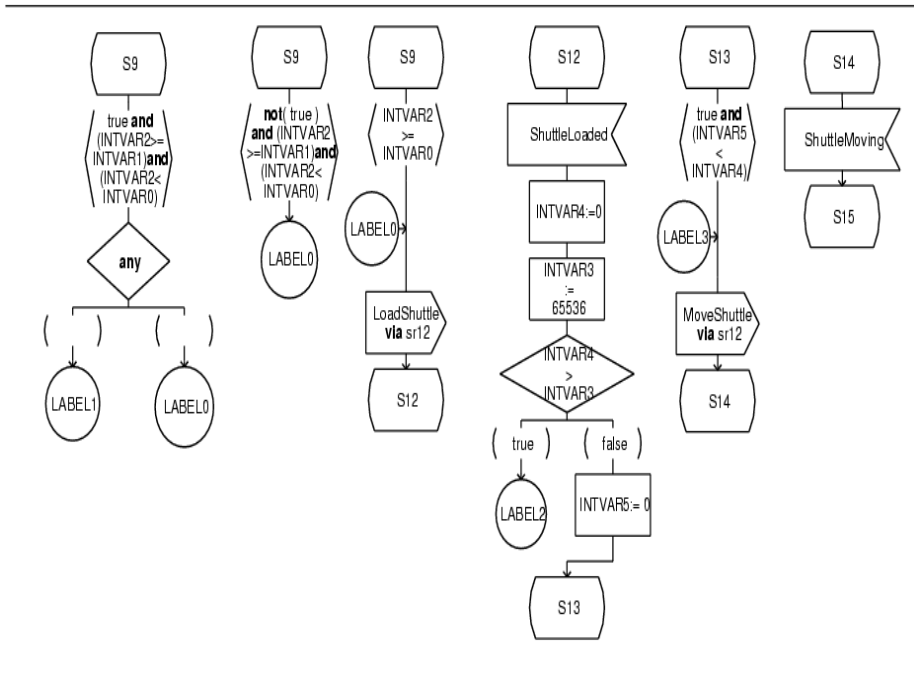 S9
true and
(INTVAR2>=
INTVAR1)and
(INTVAR2<
INTVAR0)
any
( )
( )
LABEL1
LABEL0
S9
not( true )
and (INTVAR2
>=INTVAR1)and
(INTVAR2<
INTVAR0)
LABEL0
S9
INTVAR2
>=
INTVAR0
LABEL0
LoadShuttle
via sr12
S12
S12
ShuttleLoaded
INTVAR4:=0
INTVAR3
:=
65536
INTVAR4
>
INTVAR3
( true )
( false )
LABEL2
INTVAR5:= 0
S13
S13
true and
(INTVAR5
<
INTVAR4)
LABEL3
MoveShuttle
via sr12
S14
S14
ShuttleMoving
S15